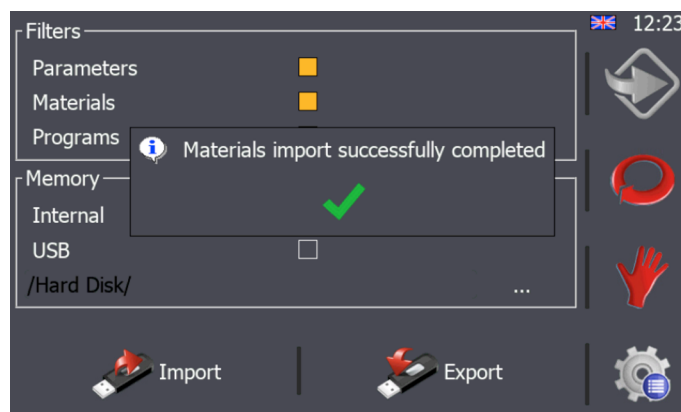 Filters
12:23
Parameters
Materials
Programs
Materials import successfully completed
Memory
Internal
USB
/Hard Disk/
...
Import
Export